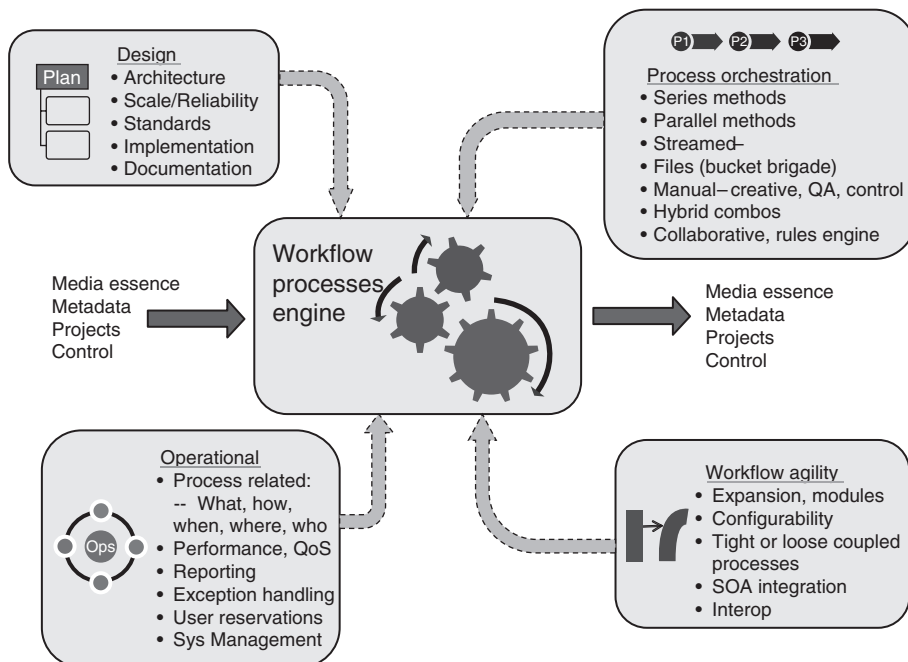 Design
Plan
• Architecture
• Scale/Reliability
• Standards
• Implementation
• Documentation
P1
P2
P3
Process orchestration
• Series methods
• Parallel methods
• Streamed–
• Files (bucket brigade)
• Manual–creative, QA, control
• Hybrid combos
• Collaborative, rules engine
Media essence
Metadata
Projects
Control
Workflow
processes
engine
Media essence
Metadata
Projects
Control
Operational
Ops
• Process related:
-- What, how,
when, where, who
• Performance, QoS
• Reporting
• Exception handling
• User reservations
• Sys Management
Workflow agility
• Expansion, modules
• Configurability
• Tight or loose coupled
processes
• SOA integration
• Interop